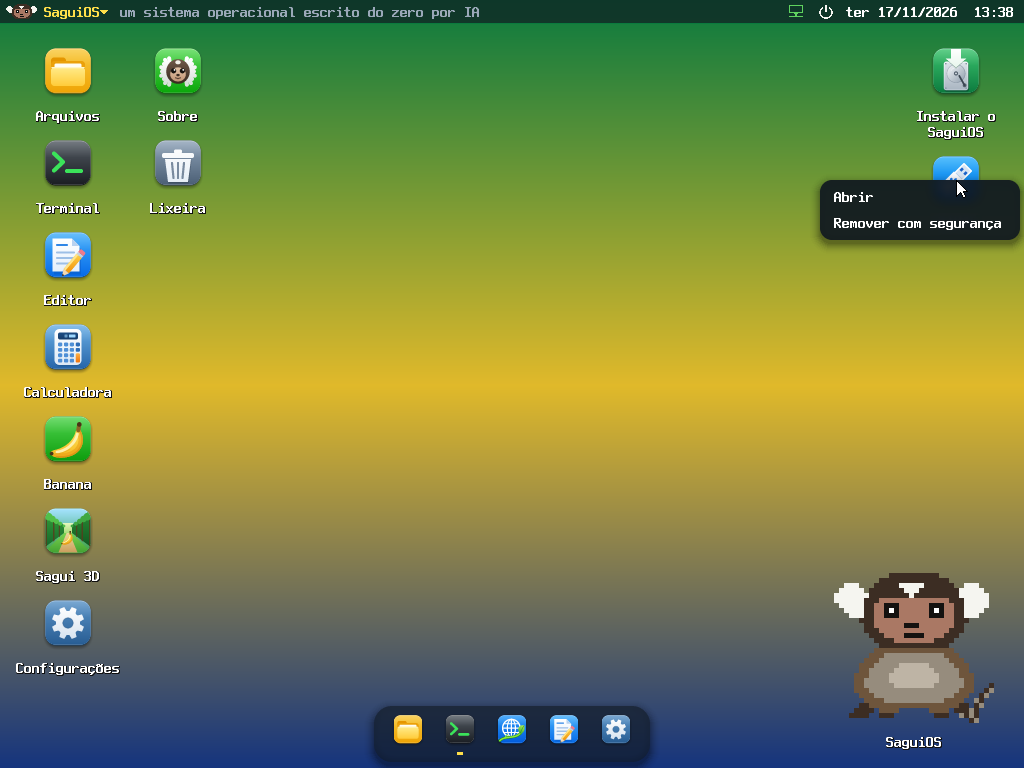 SaguiOS um sistema operacional escrito do zero por IA ter 17/11/2026 13:38
Arquivos
Sobre
Instalar o
SaguiOS
Terminal
Lixeira
Abrir
Remover com segurança
Editor
Calculadora
Banana
Sagui 3D
Configurações
SaguiOS